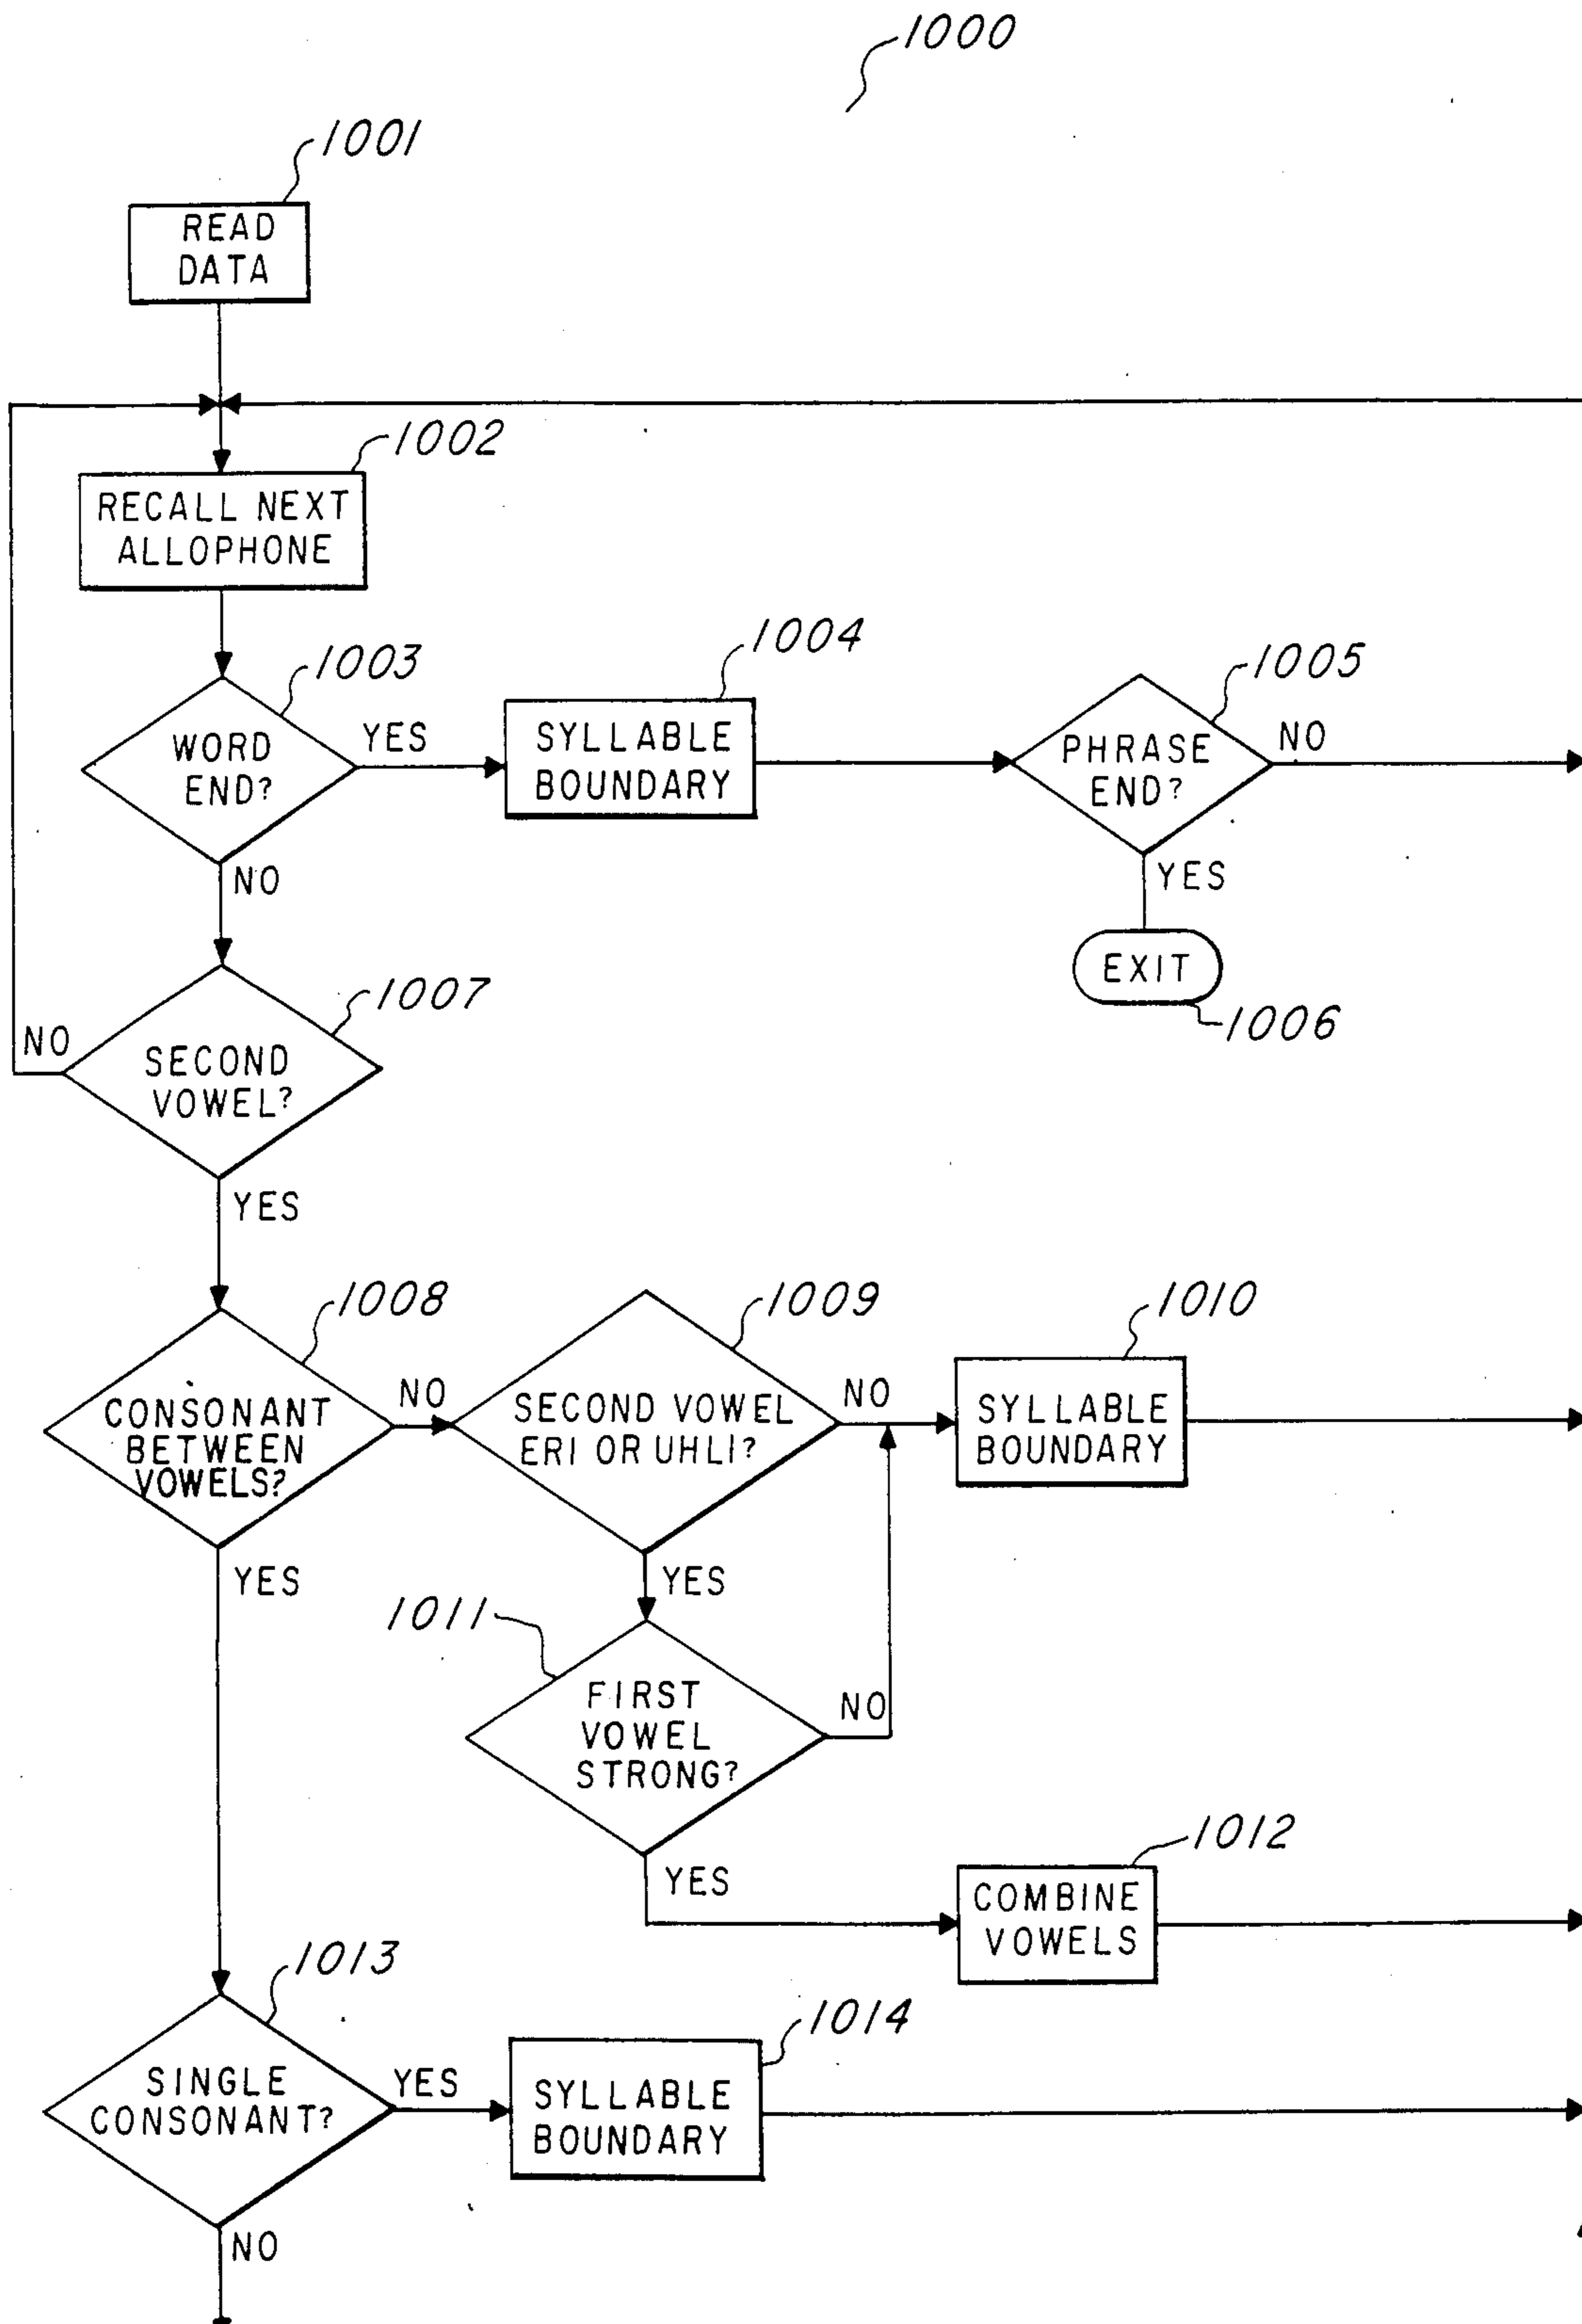 1000
1001
READ
DATA
1002
RECALL NEXT
ALLOPHONE
1003
WORD
END?
YES
NO
1004
SYLLABLE
BOUNDARY
1005
PHRASE
END?
NO
YES
EXIT
1006
1007
SECOND
VOWEL?
NO
YES
1008
CONSONANT
BETWEEN
VOWELS?
NO
YES
1009
SECOND VOWEL
ERI OR UHLI?
NO
YES
1010
SYLLABLE
BOUNDARY
1011
FIRST
VOWEL
STRONG?
NO
YES
1012
COMBINE
VOWELS
1013
SINGLE
CONSONANT?
YES
NO
1014
SYLLABLE
BOUNDARY